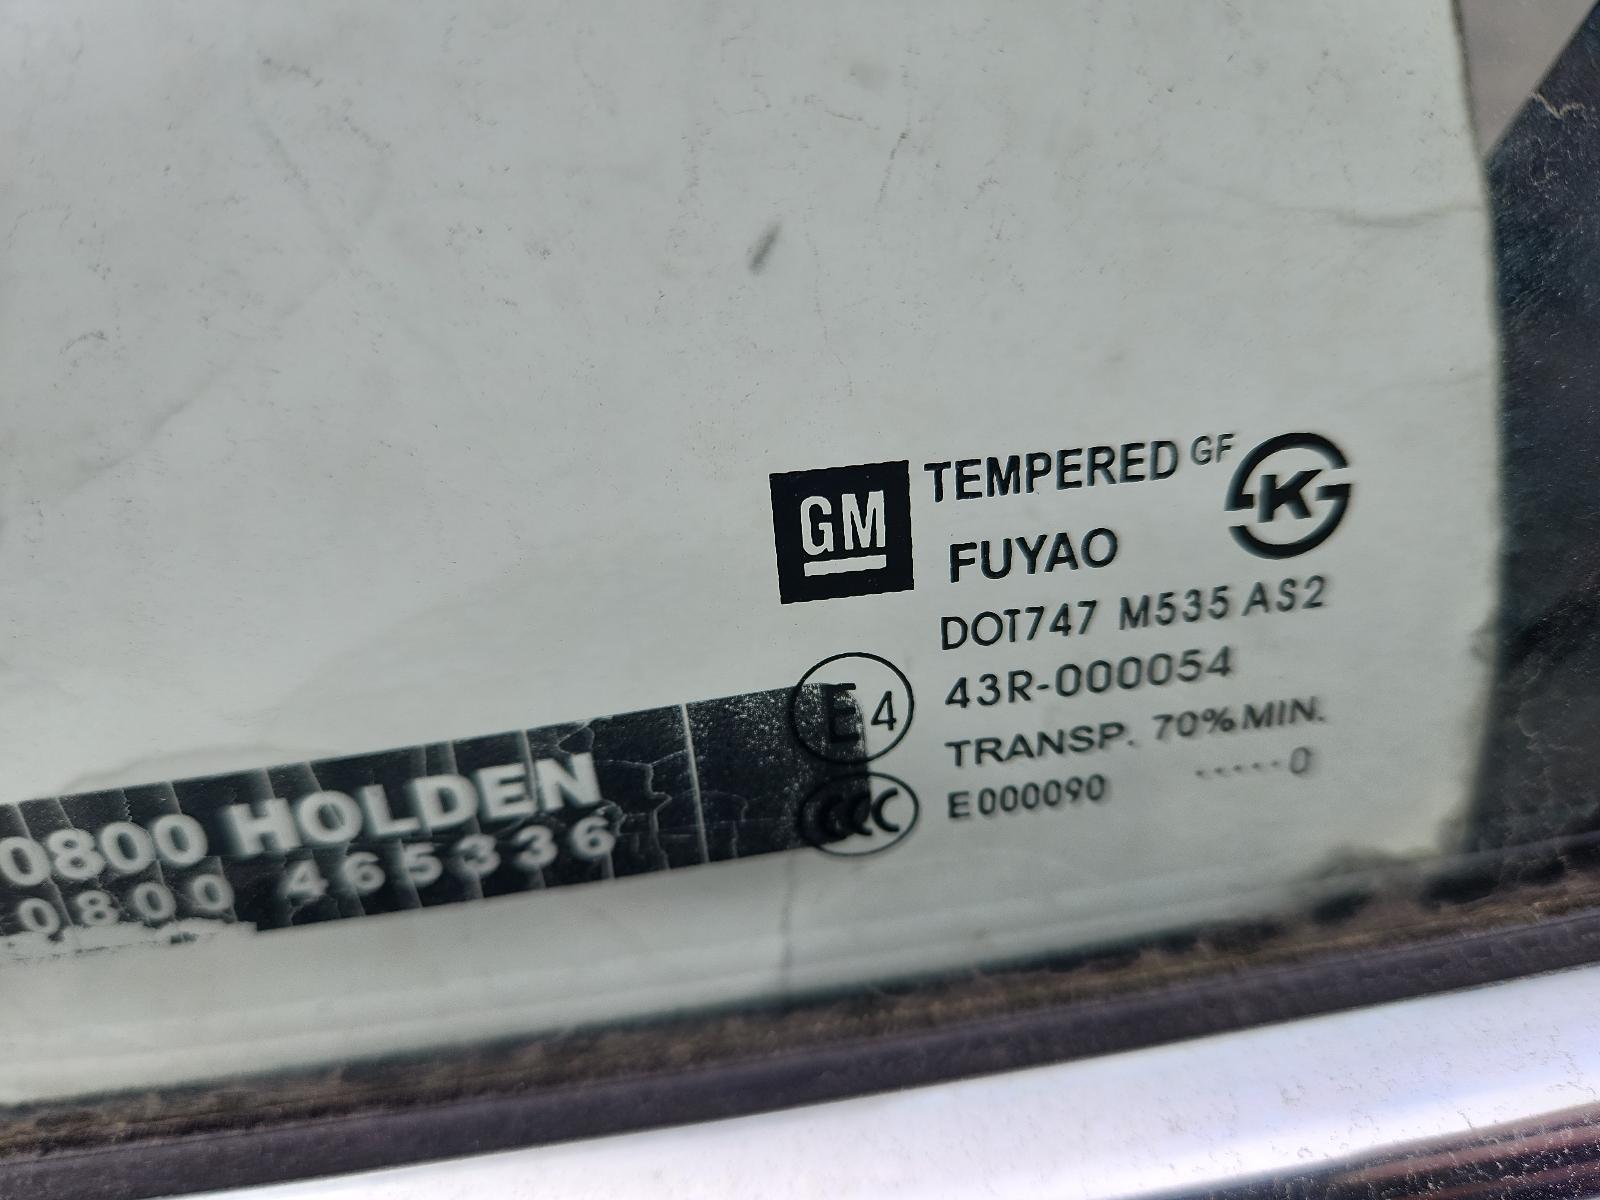 GM
TEMPERED GF
K
FUYAO
DOT747 M535 AS2
E4
43R-000054
TRANSP. 70%MIN.
CCC
E000090 .....0
0800 HOLDEN
0800 465336